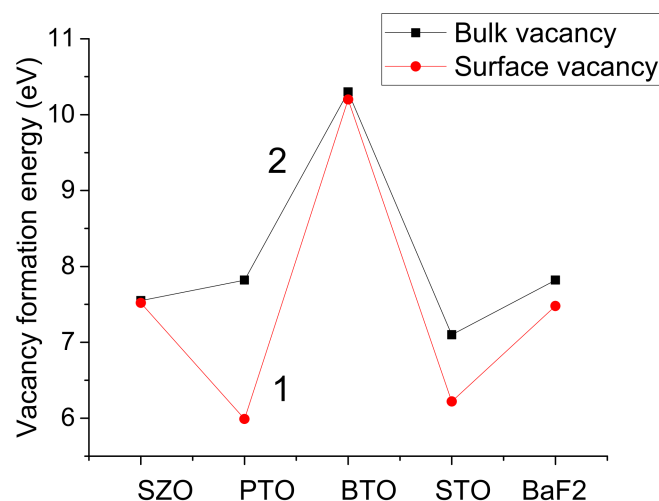 11
10
9
8
7
6
Vacancy formation energy (eV)
Bulk vacancy
Surface vacancy
2
1
SZO PTO BTO STO BaF2